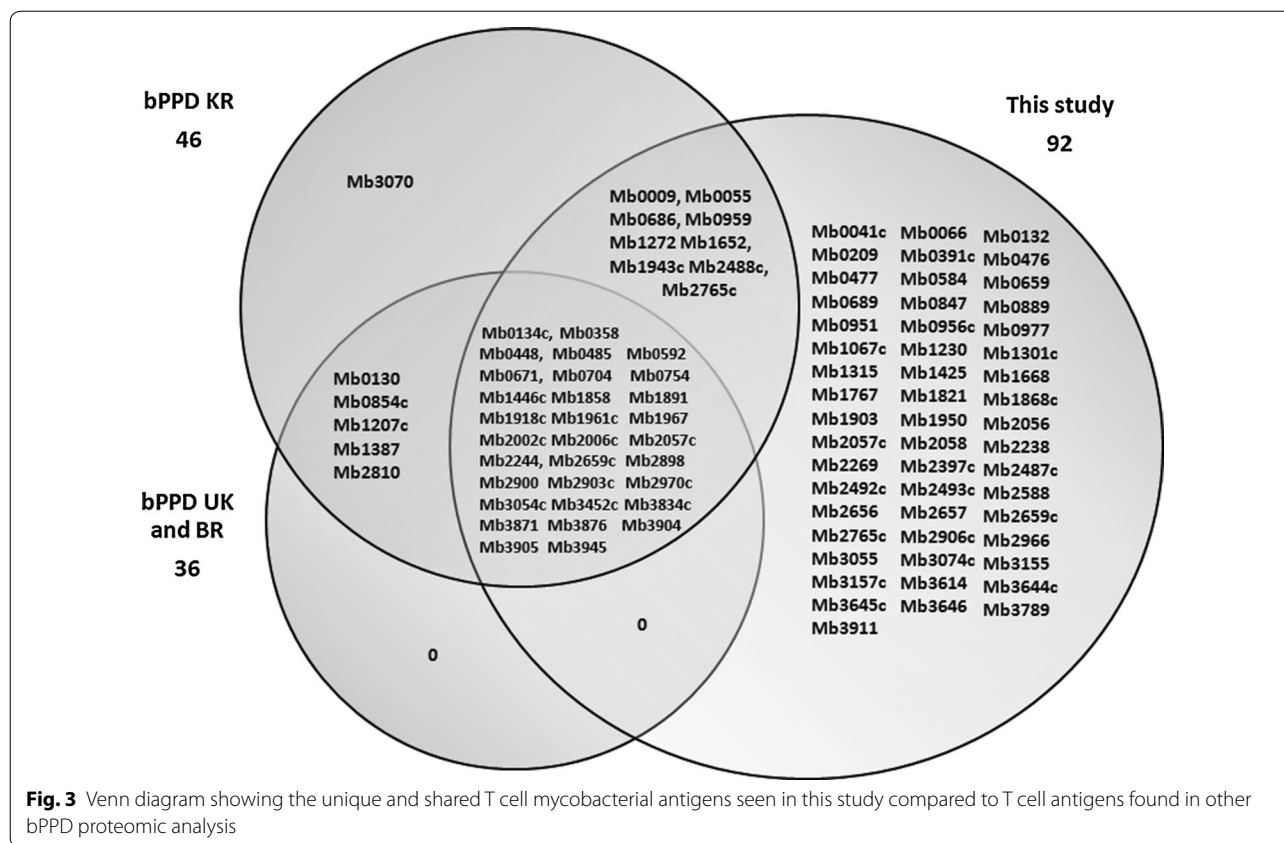 bPPD KR
46
This study
92
Mb3070
Mb0009, Mb0055
Mb0686, Mb0959
Mb1272 Mb1652,
Mb1943c Mb2488c,
Mb2765c
Mb0041c Mb0066 Mb0132
Mb0209 Mb0391c Mb0476
Mb0477 Mb0584 Mb0659
Mb0689 Mb0847 Mb0889
Mb0951 Mb0956c Mb0977
Mb1067c Mb1230 Mb1301c
Mb1315 Mb1425 Mb1668
Mb1767 Mb1821 Mb1868c
Mb1903 Mb1950 Mb2056
Mb2057c Mb2058 Mb2238
Mb2269 Mb2397c Mb2487c
Mb2492c Mb2493c Mb2588
Mb2656 Mb2657 Mb2659c
Mb2765c Mb2906c Mb2966
Mb3055 Mb3074c Mb3155
Mb3157c Mb3614 Mb3644c
Mb3645c Mb3646 Mb3789
Mb3911
Mb0134c, Mb0358
Mb0448, Mb0485 Mb0592
Mb0671, Mb0704 Mb0754
Mb1446c Mb1858 Mb1891
Mb1918c Mb1961c Mb1967
Mb2002c Mb2006c Mb2057c
Mb2244, Mb2659c Mb2898
Mb2900 Mb2903c Mb2970c
Mb3054c Mb3452c Mb3834c
Mb3871 Mb3876 Mb3904
Mb3905 Mb3945
Mb0130
Mb0854c
Mb1207c
Mb1387
Mb2810
bPPD UK
and BR
36
0
0
Fig. 3 Venn diagram showing the unique and shared T cell mycobacterial antigens seen in this study compared to T cell antigens found in other
bPPD proteomic analysis